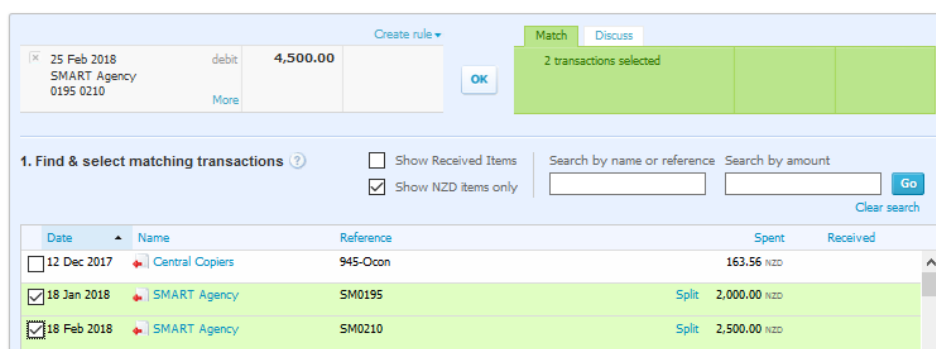 Create rule
Match Discuss
25 Feb 2018 debit 4,500.00
2 transactions selected
SMART Agency
0195 0210
More
OK
1. Find & select matching transactions ?
Show Received Items
Search by name or reference Search by amount
Show NZD items only
Go
Clear search
Date Name Reference Spent Received
12 Dec 2017 Central Copiers 945-Ocon 163.56 NZD
18 Jan 2018 SMART Agency SM0195 Split 2,000.00 NZD
18 Feb 2018 SMART Agency SM0210 Split 2,500.00 NZD